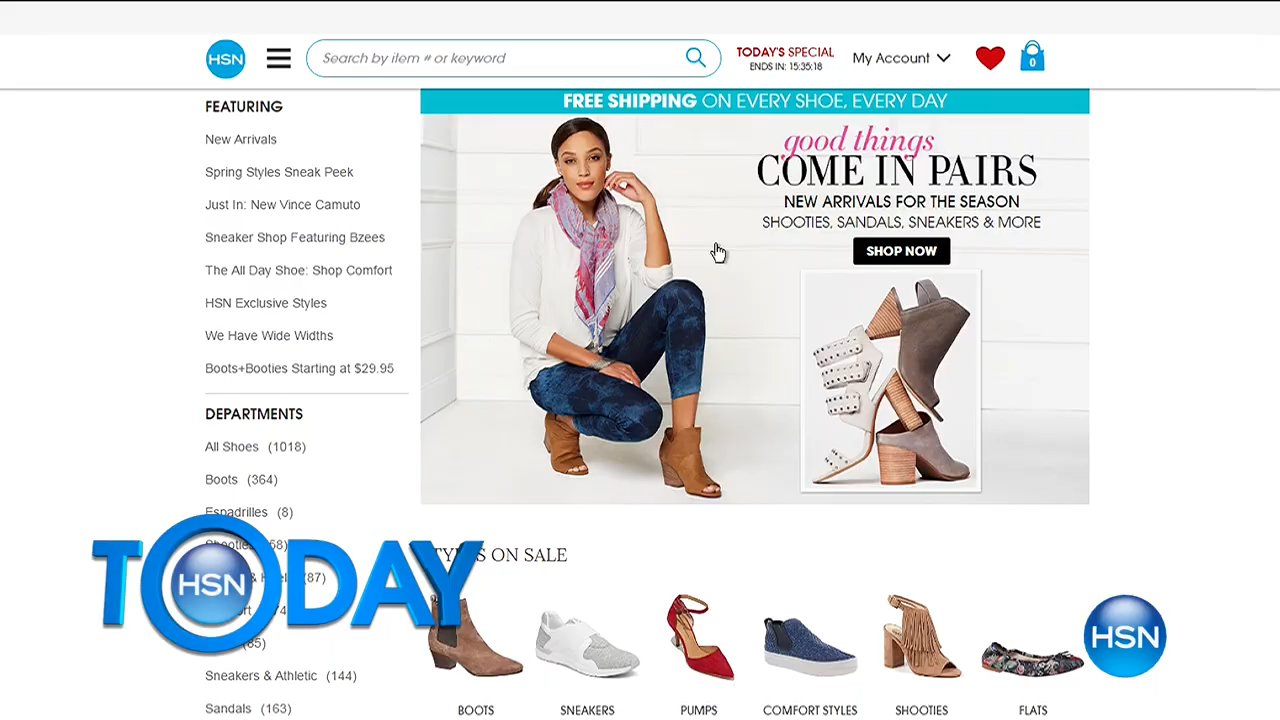 HSN
Search by item # or keyword
TODAY'S SPECIAL
ENDS IN: 15:35:18
My Account
0
FEATURING
New Arrivals
Spring Styles Sneak Peek
Just In: New Vince Camuto
Sneaker Shop Featuring Bzees
The All Day Shoe: Shop Comfort
HSN Exclusive Styles
We Have Wide Widths
Boots+Booties Starting at $29.95
DEPARTMENTS
All Shoes (1018)
Boots (364)
Espadrilles (8)
(87)
Sneakers & Athletic (144)
Sandals (163)
FREE SHIPPING ON EVERY SHOE, EVERY DAY
good things
COME IN PAIRS
NEW ARRIVALS FOR THE SEASON
SHOOTIES, SANDALS, SNEAKERS & MORE
SHOP NOW
ON SALE
BOOTS
SNEAKERS
PUMPS
COMFORT STYLES
SHOOTIES
FLATS
TODAY
HSN
HSN